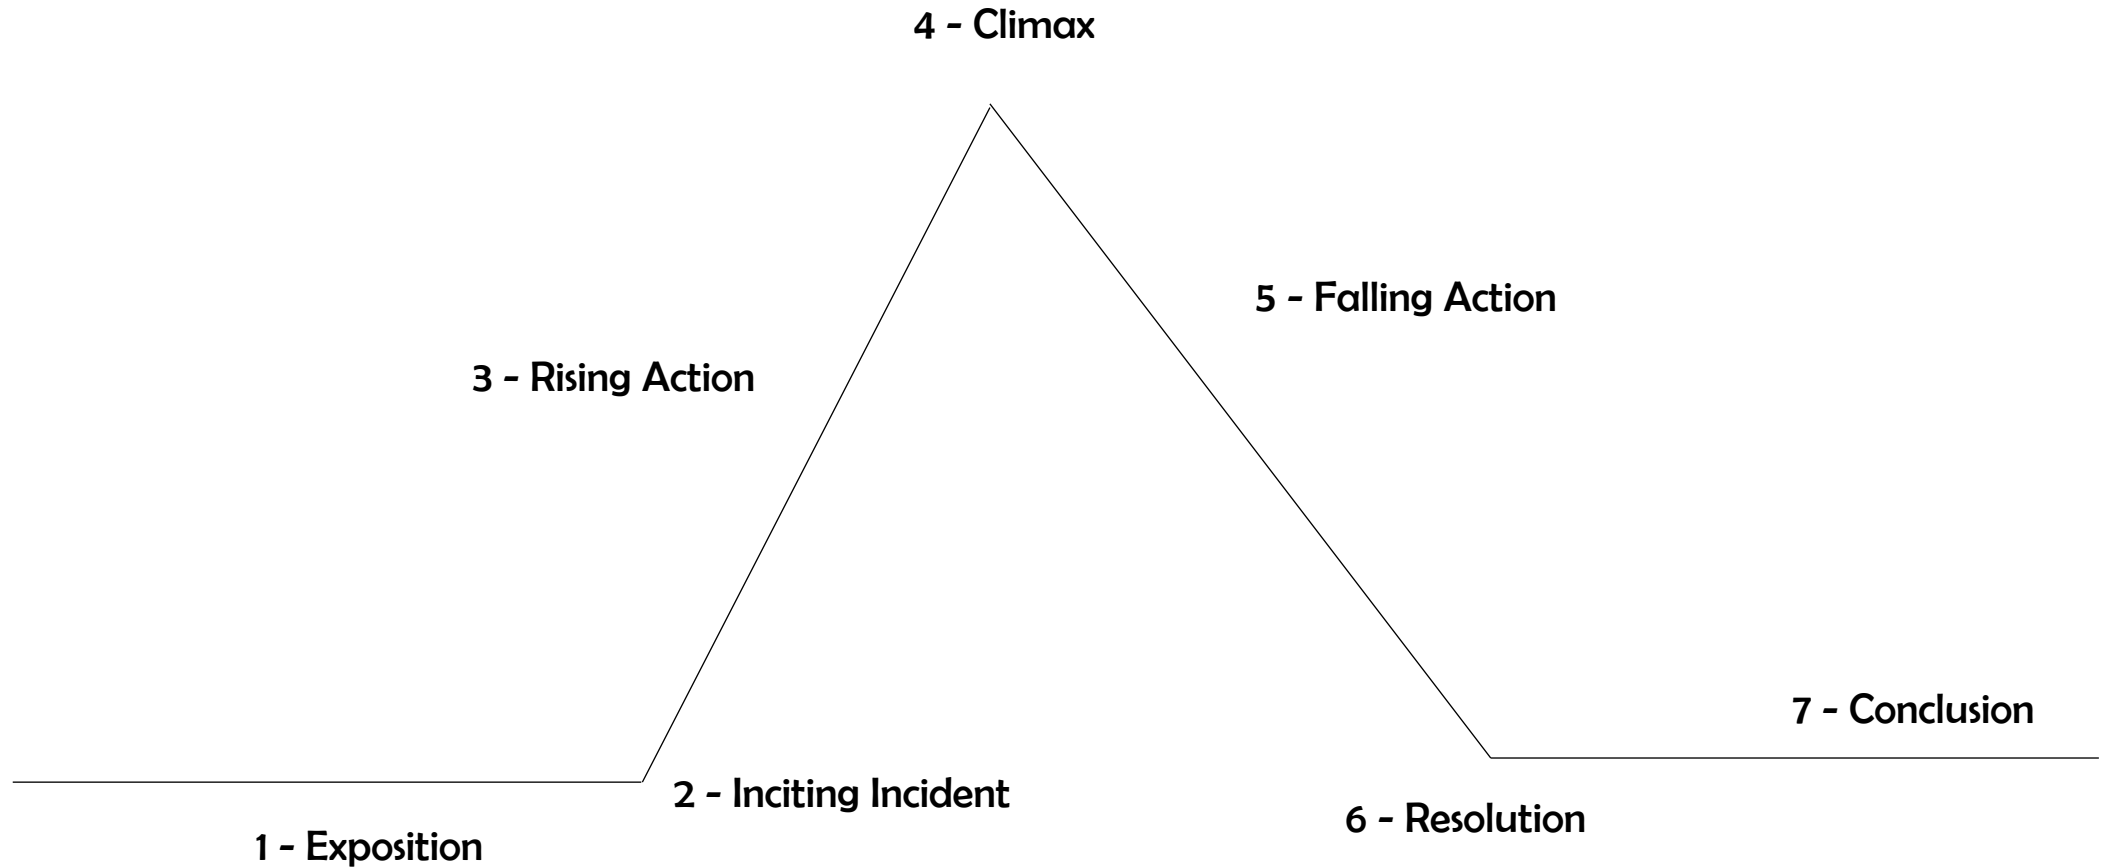 4 - Climax
5 - Falling Action
3 - Rising Action
7 - Conclusion
2 - Inciting Incident
6 - Resolution
1 - Exposition